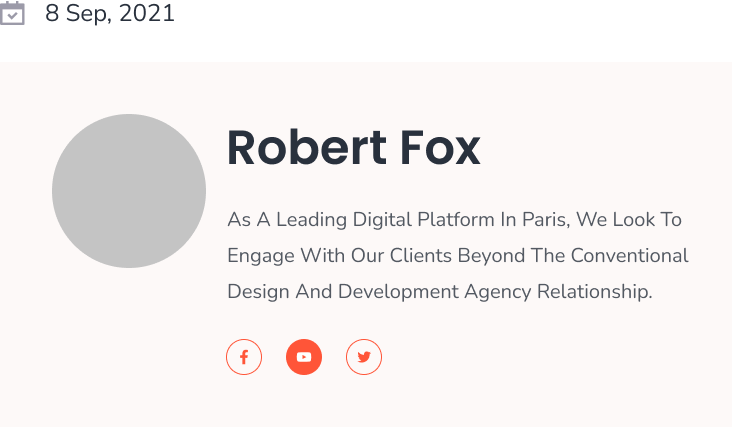 8 Sep, 2021
Robert Fox
As A Leading Digital Platform In Paris, We Look To
Engage With Our Clients Beyond The Conventional
Design And Development Agency Relationship.